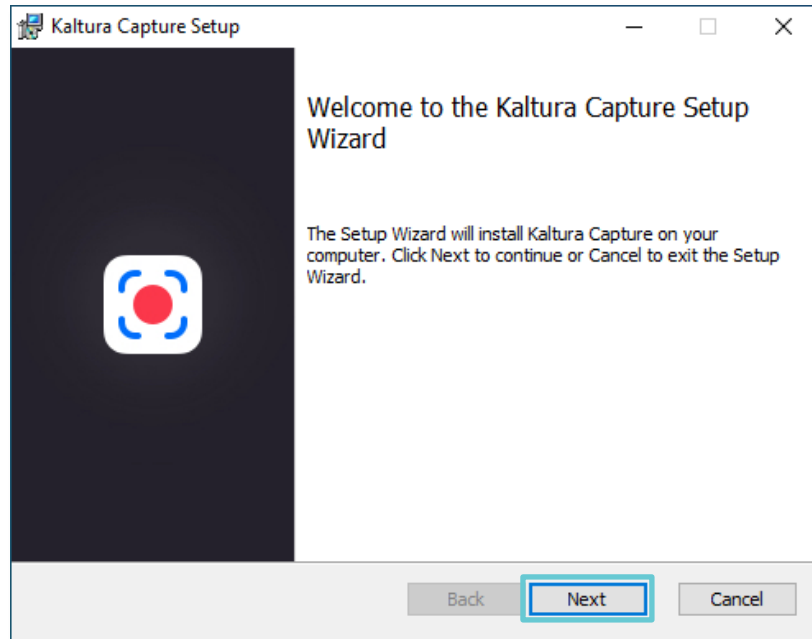 Kaltura Capture Setup
Welcome to the Kaltura Capture Setup
Wizard
The Setup Wizard will install Kaltura Capture on your
computer. Click Next to continue or Cancel to exit the Setup
Wizard.
Back Next Cancel